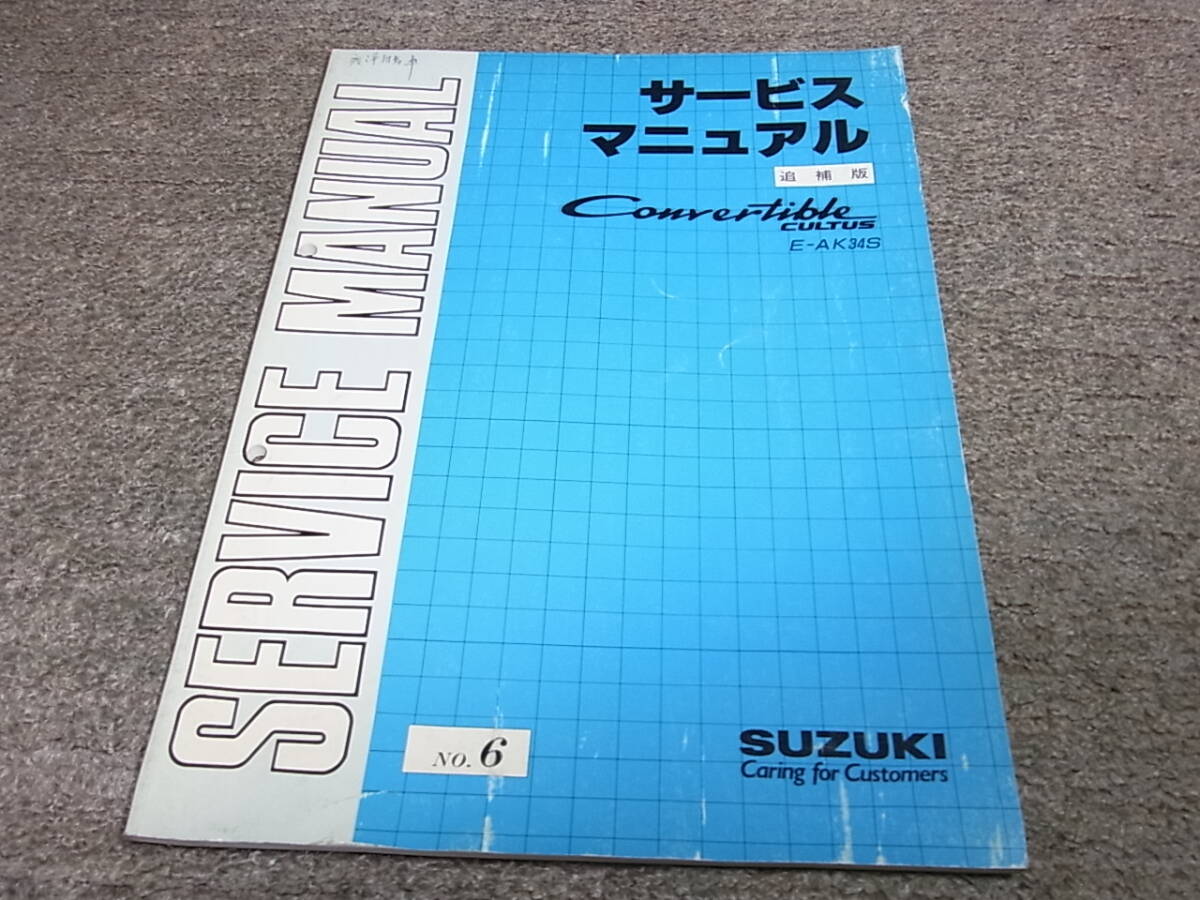 SERVICE MANUAL
サービス
マニュアル
追補版
Convertible
CULTUS
E-AK34S
NO. 6
SUZUKI
Caring for Customers